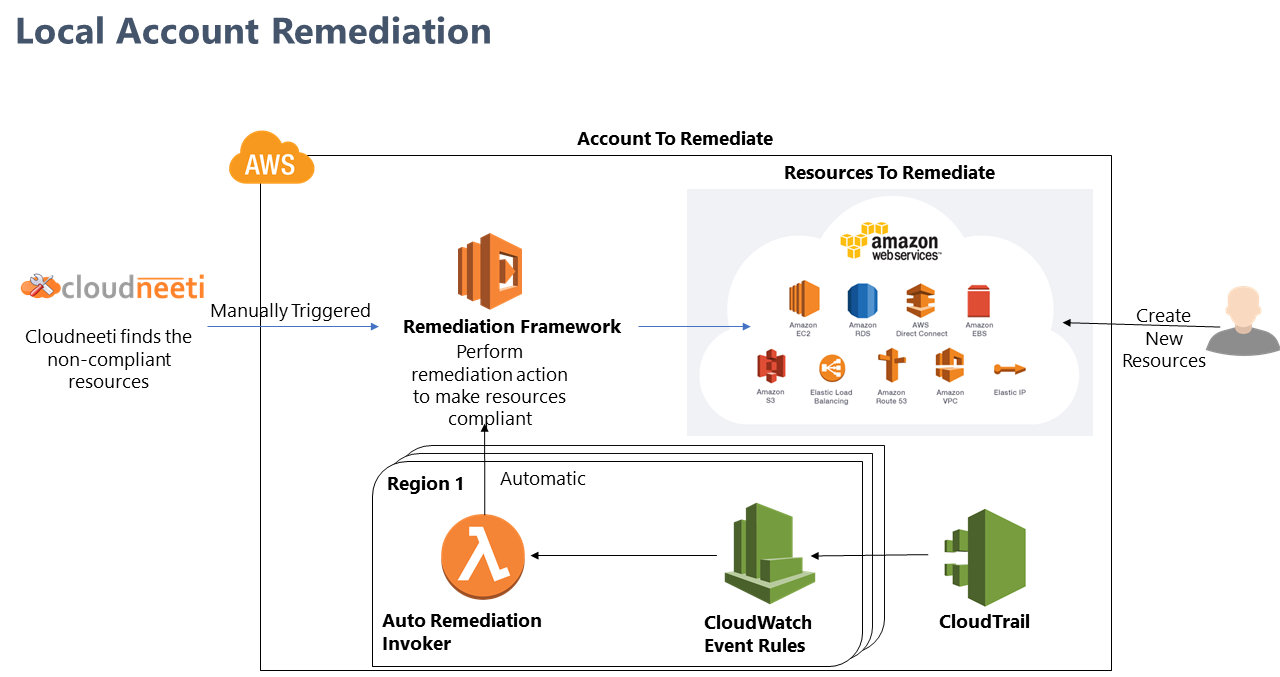 Local Account Remediation
Account To Remediate
AWS
Resources To Remediate
amazon
web services™
cloudneeti
Cloudneeti finds the
non-compliant
resources
Manually Triggered
Remediation Framework
Perform
remediation action
to make resources
compliant
Amazon
EC2
Amazon
RDS
AWS
Direct Connect
Amazon
EBS
Amazon
S3
Elastic Load
Balancing
Amazon
Route 53
Amazon
VPC
Elastic IP
Create
New
Resources
Region 1
Automatic
Auto Remediation
Invoker
CloudWatch
Event Rules
CloudTrail